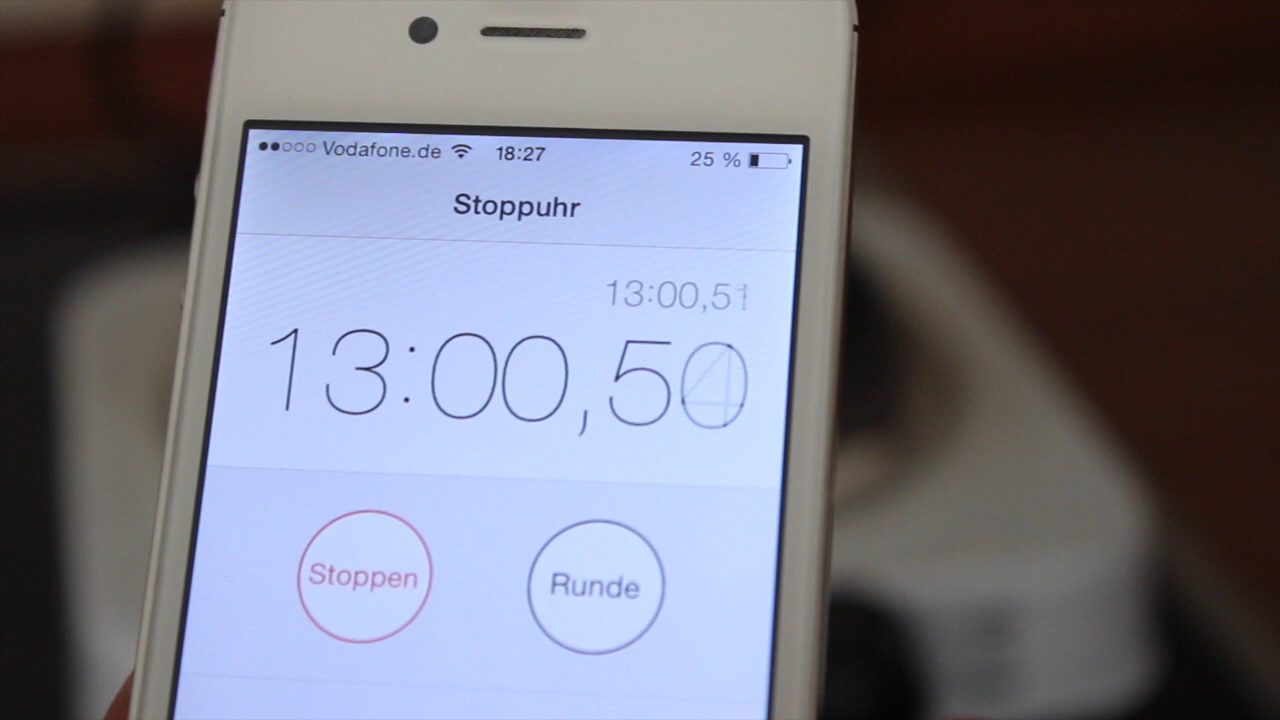 Vodafone.de 18:27 25 %
Stoppuhr
13:00,51
13:00,50
Stoppen Runde